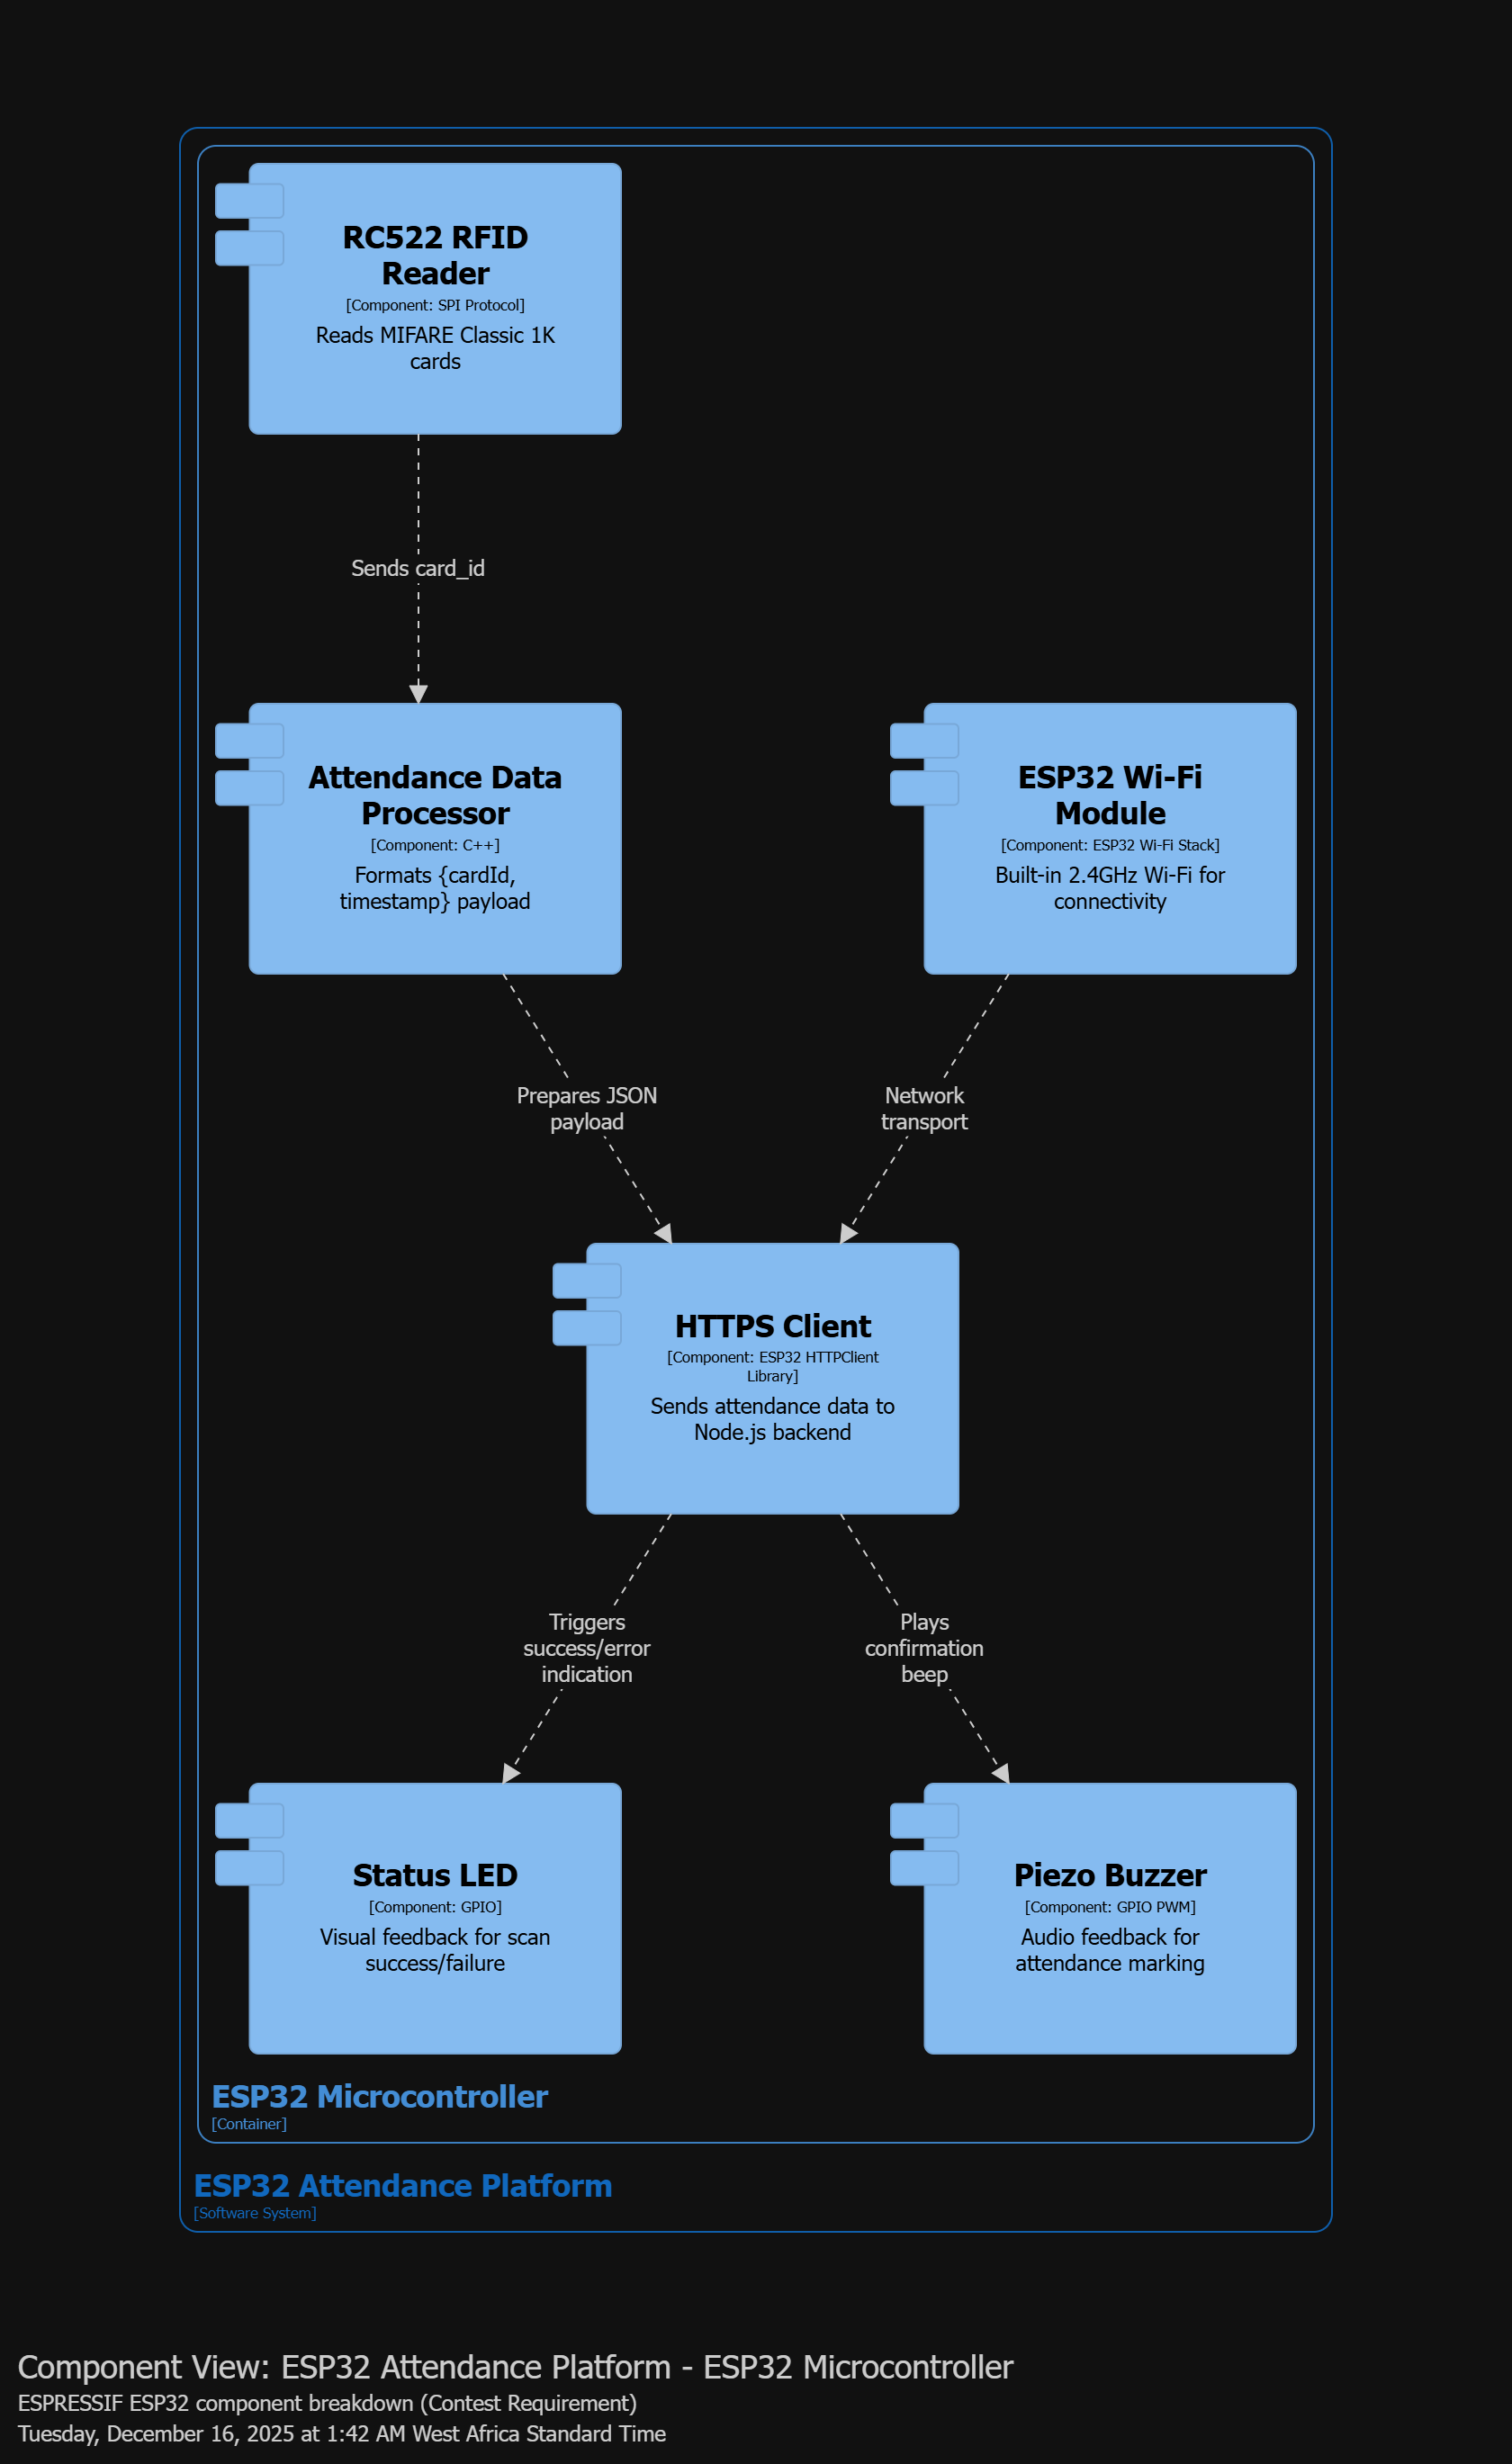 RC522 RFID
Reader
[Component: SPI Protocol]
Reads MIFARE Classic 1K
cards
Sends card_id
Attendance Data
Processor
[Component: C++]
Formats {cardId,
timestamp} payload
ESP32 Wi-Fi
Module
[Component: ESP32 Wi-Fi Stack]
Built-in 2.4GHz Wi-Fi for
connectivity
Prepares JSON
payload
Network
transport
HTTPS Client
[Component: ESP32 HTTPClient
Library]
Sends attendance data to
Node.js backend
Triggers
success/error
indication
Plays
confirmation
beep
Status LED
[Component: GPIO]
Visual feedback for scan
success/failure
Piezo Buzzer
[Component: GPIO PWM]
Audio feedback for
attendance marking
ESP32 Microcontroller
[Container]
ESP32 Attendance Platform
[Software System]
Component View: ESP32 Attendance Platform - ESP32 Microcontroller
ESPRESSIF ESP32 component breakdown (Contest Requirement)
Tuesday, December 16, 2025 at 1:42 AM West Africa Standard Time